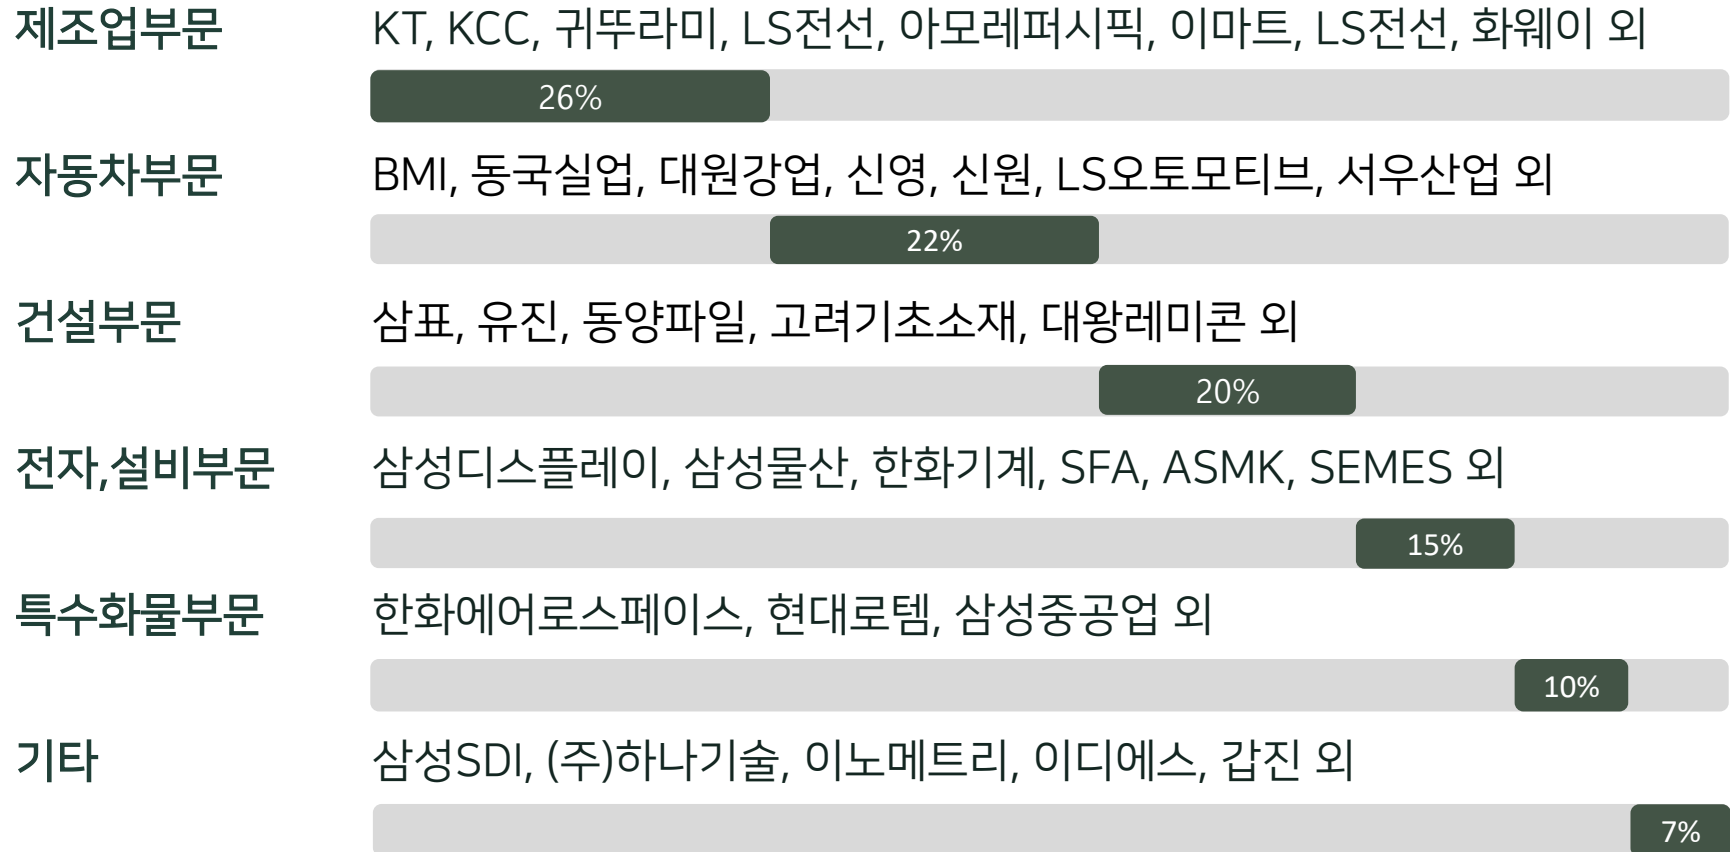 제조업부문 KT, KCC, 귀뚜라미, LS전선, 아모레퍼시픽, 이마트, LS전선, 화웨이 외
26%
자동차부문 BMI, 동국실업, 대원강업, 신영, 신원, LS오토모티브, 서우산업 외
22%
건설부문 삼표, 유진, 동양파일, 고려기초소재, 대왕레미콘 외
20%
전자,설비부문 삼성디스플레이, 삼성물산, 한화기계, SFA, ASMK, SEMES 외
15%
특수화물부문 한화에어로스페이스, 현대로템, 삼성중공업 외
10%
기타 삼성SDI, (주)하나기술, 이노메트리, 이디에스, 갑진 외
7%